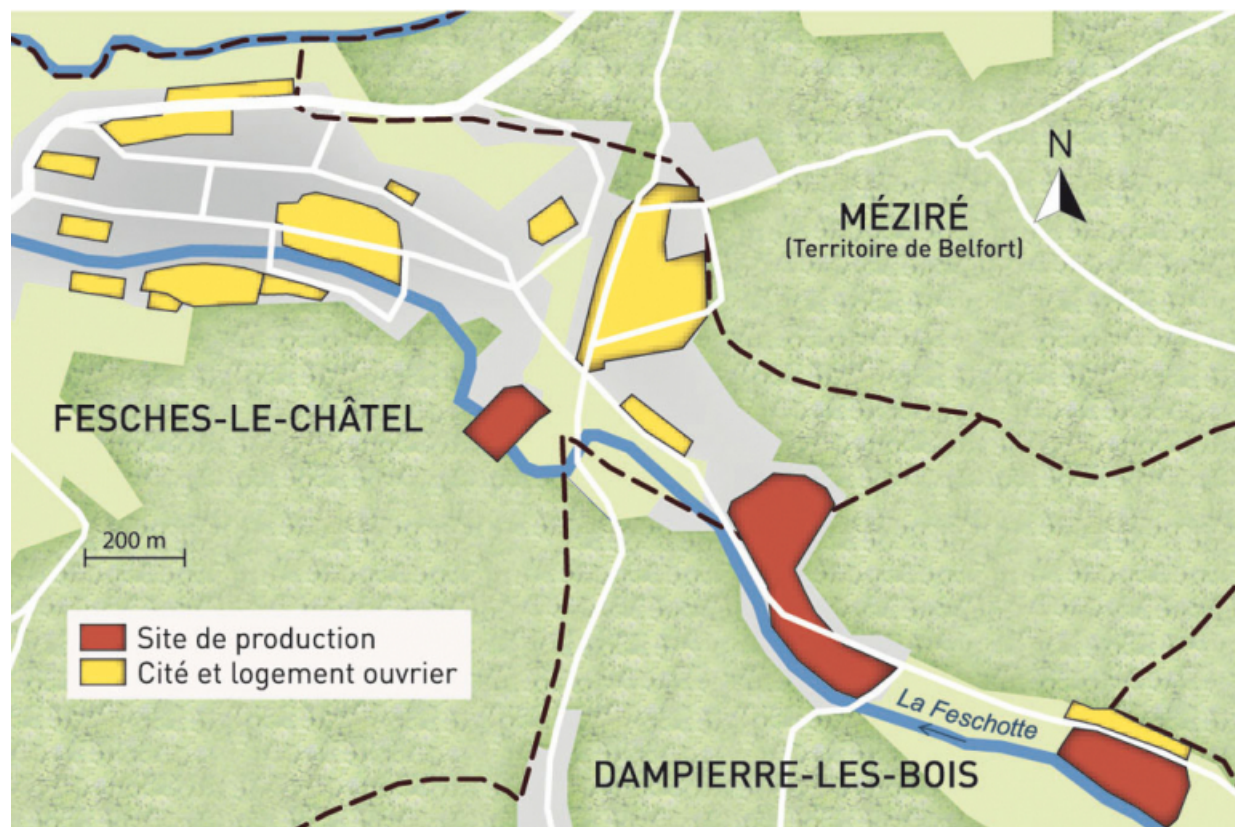 N
MÉZIRÉ
(Territoire de Belfort)
FESCHES-LE-CHÂTEL
200 m
Site de production
Cité et logement ouvrier
La Feschotte
DAMPIERRE-LES-BOIS